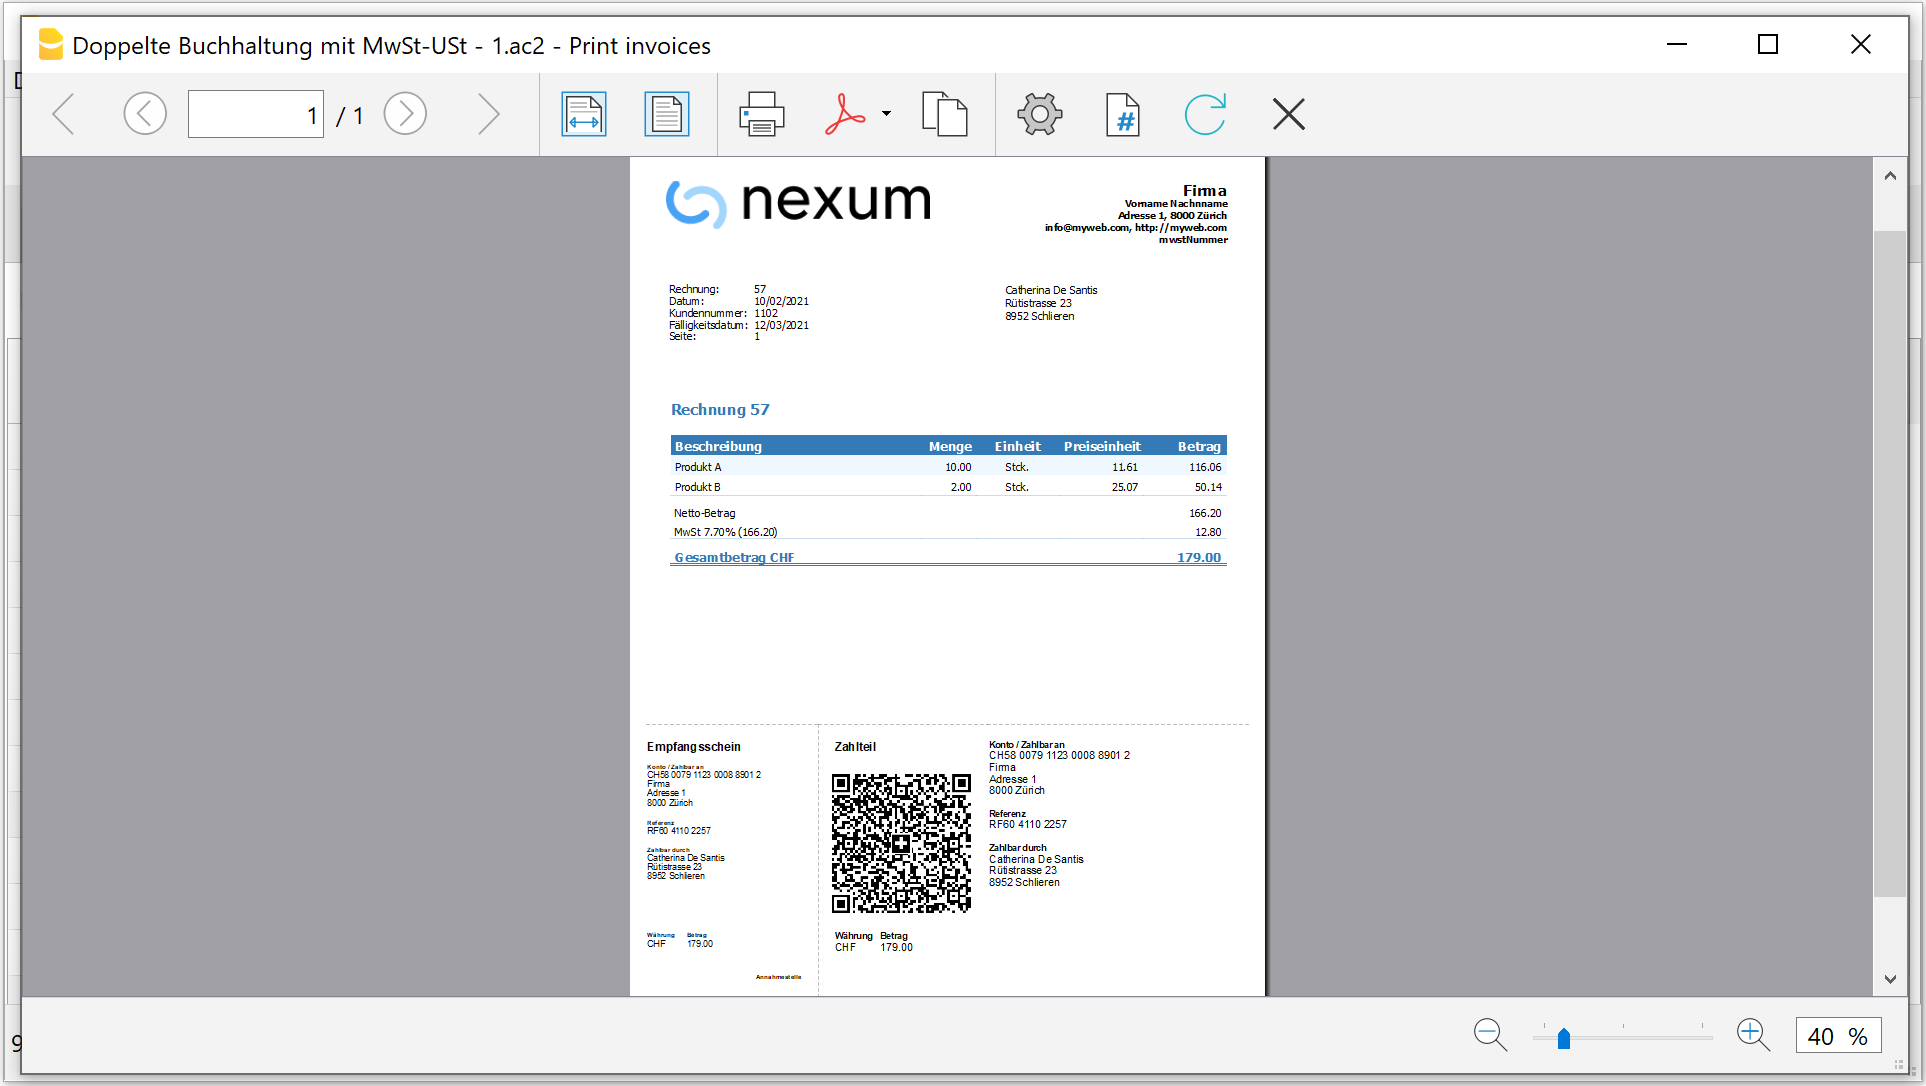 Doppelte Buchhaltung mit MwSt-USt - 1.ac2 - Print invoices
1 / 1
#
nexum
Firma
Vorname Nachnname
Adresse 1, 8000 Zürich
info@myweb.com, http://myweb.com
mwstNummer
Rechnung: 57
Datum: 10/02/2021
Kundennummer: 1102
Fälligkeitsdatum: 12/03/2021
Seite: 1
Catherina De Santis
Rütistrasse 23
8952 Schlieren
Rechnung 57
Beschreibung Menge Einheit Preiseinheit Betrag
Produkt A 10.00 Stck. 11.61 116.06
Produkt B 2.00 Stck. 25.07 50.14
Netto-Betrag 166.20
MwSt 7.70% (166.20) 12.80
Gesamtbetrag CHF 179.00
Empfangsschein
Konto / Zahlbar an
CH58 0079 1123 0008 8901 2
Firma
Adresse 1
8000 Zürich
Referenz
RF60 4110 2257
Zahlbar durch
Catherina De Santis
Rütistrasse 23
8952 Schlieren
Währung Betrag
CHF 179.00
Annahmestelle
Zahlteil
Währung Betrag
CHF 179.00
Konto / Zahlbar an
CH58 0079 1123 0008 8901 2
Firma
Adresse 1
8000 Zürich
Referenz
RF60 4110 2257
Zahlbar durch
Catherina De Santis
Rütistrasse 23
8952 Schlieren
40 %